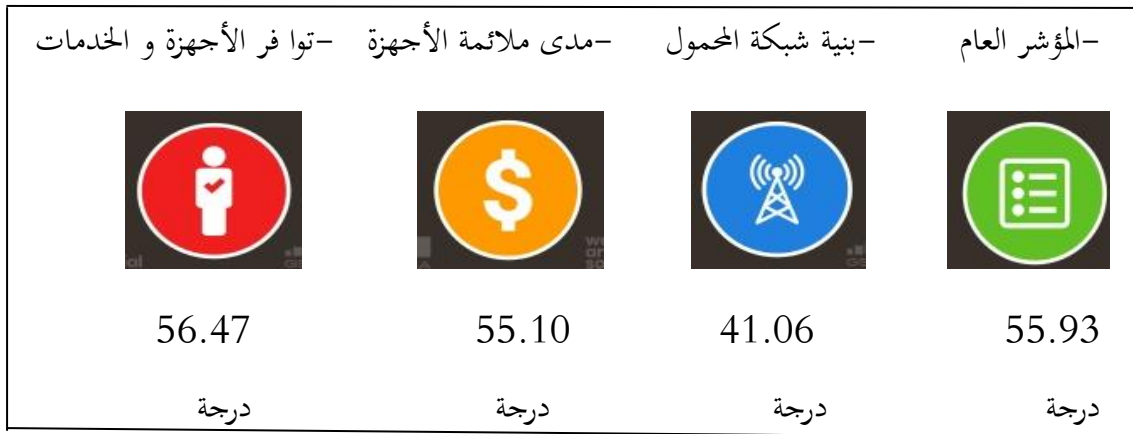 -المؤشر العام -بنية شبكة المحمول -مدى ملائمة الأجهزة -توا فر الأجهزة و الخدمات
$
55.93 41.06 55.10 56.47
درجة درجة درجة درجة